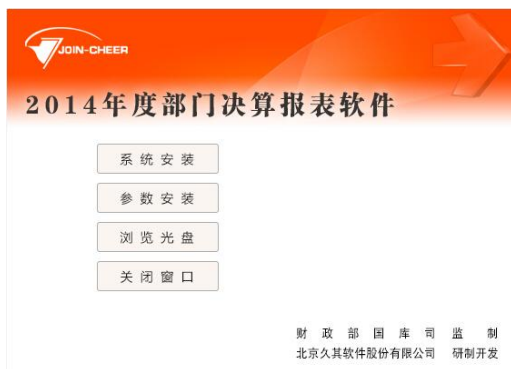 JOIN-CHEER
2014年度部门决算报表软件
系统安装
参数安装
浏览光盘
关闭窗口
财政部国库司 监制
北京久其软件股份有限公司 研制开发